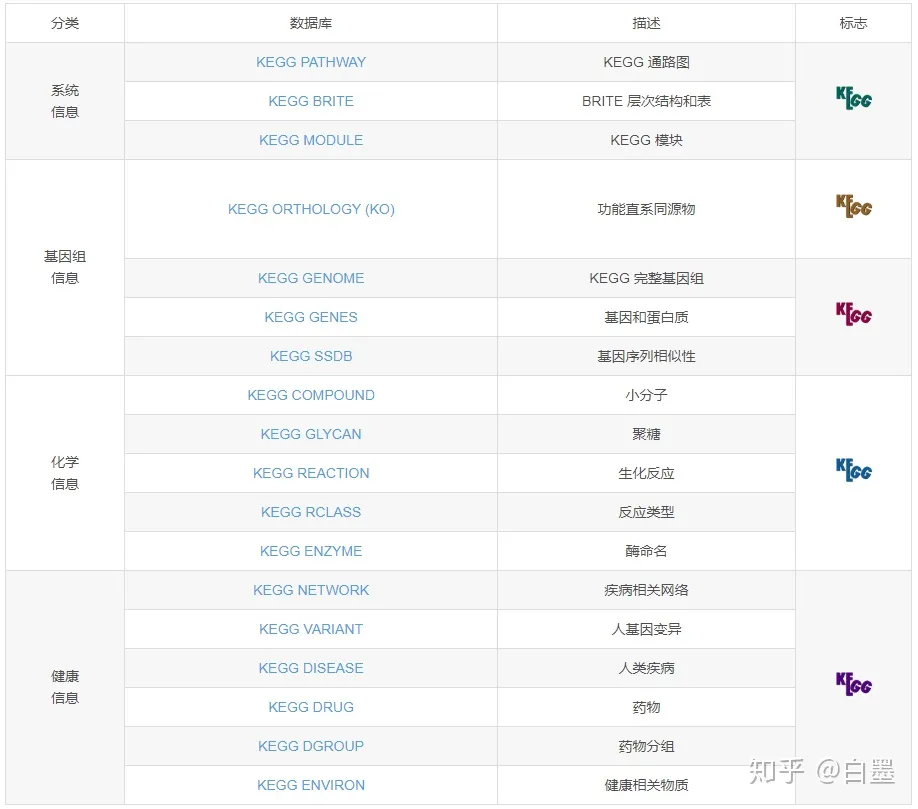 分类 数据库 描述 标志
系统
信息
KEGG PATHWAY KEGG 通路图
KEGG BRITE BRITE 层次结构和表
KEGG MODULE KEGG 模块
KEGG
基因组
信息
KEGG ORTHOLOGY (KO) 功能直系同源物
KEGG
KEGG GENOME KEGG 完整基因组
KEGG GENES 基因和蛋白质
KEGG SSDB 基因序列相似性
KEGG
化学
信息
KEGG COMPOUND 小分子
KEGG GLYCAN 聚糖
KEGG REACTION 生化反应
KEGG RCLASS 反应类型
KEGG ENZYME 酶命名
KEGG
健康
信息
KEGG NETWORK 疾病相关网络
KEGG VARIANT 人基因变异
KEGG DISEASE 人类疾病
KEGG DRUG 药物
KEGG DGROUP 药物分组
KEGG ENVIRON 健康相关物质
KEGG
知乎 @白墨